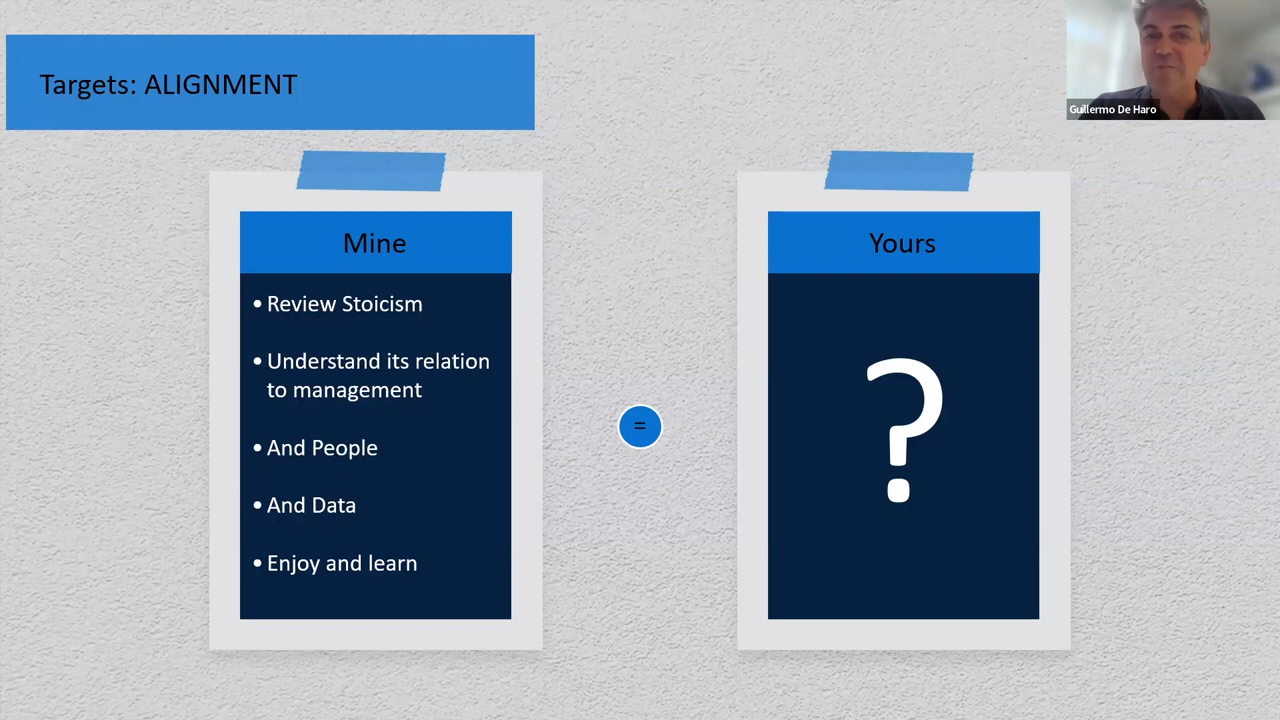 Targets: ALIGNMENT
Guillermo De Haro
Mine
• Review Stoicism
• Understand its relation
to management
• And People
• And Data
• Enjoy and learn
=
Yours
?